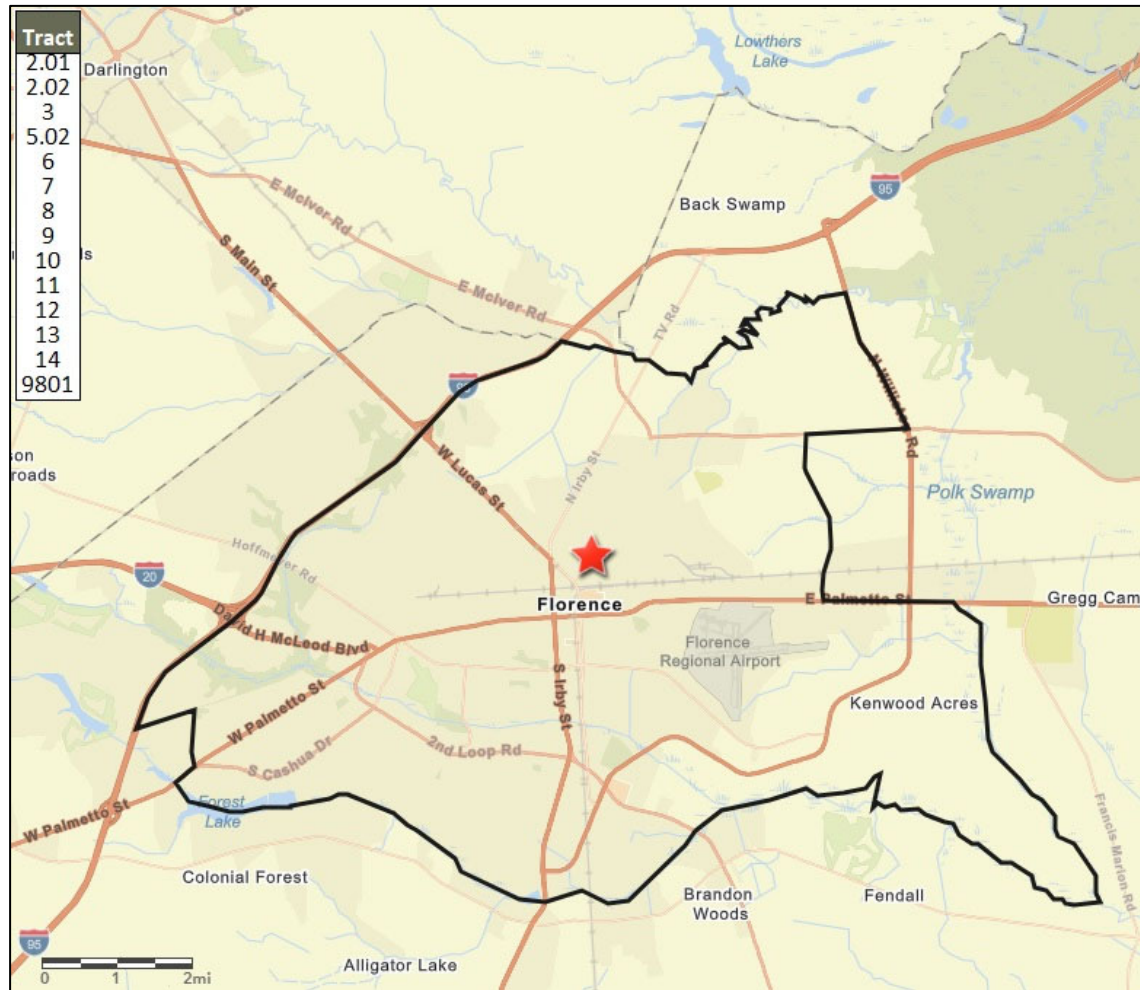 Tract
2.01
2.02
3
5.02
6
7
8
9
10
11
12
13
14
9801
Darlington
Lowthers
Lake
95
Back Swamp
E McIver Rd
S Main St
E McIver Rd
TV Rd
N Williston Rd
W Lucas St
N Irby St
Polk Swamp
son
roads
Hoffmeyer Rd
20
Florence
E Palmetto St
Gregg Cam
David H McLeod Blvd
Florence
Regional Airport
S Irby St
W Palmetto St
Kenwood Acres
2nd Loop Rd
S Cashua Dr
Forest
Lake
W Palmetto St
Francis Marion Rd
Colonial Forest
Brandon
Woods
Fendall
95
Alligator Lake
0 1 2mi